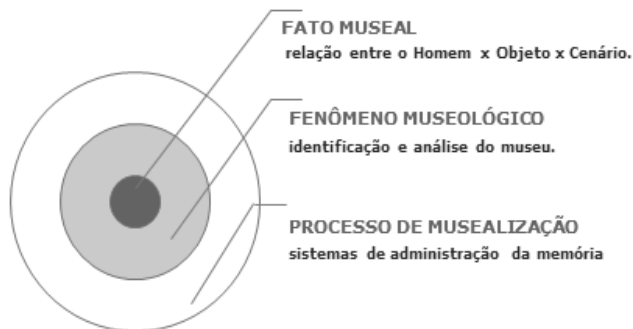 FATO MUSEAL
relação entre o Homem x Objeto x Cenário.
FENÔMENO MUSEOLÓGICO
identificação e análise do museu.
PROCESSO DE MUSEALIZAÇÃO
sistemas de administração da memória